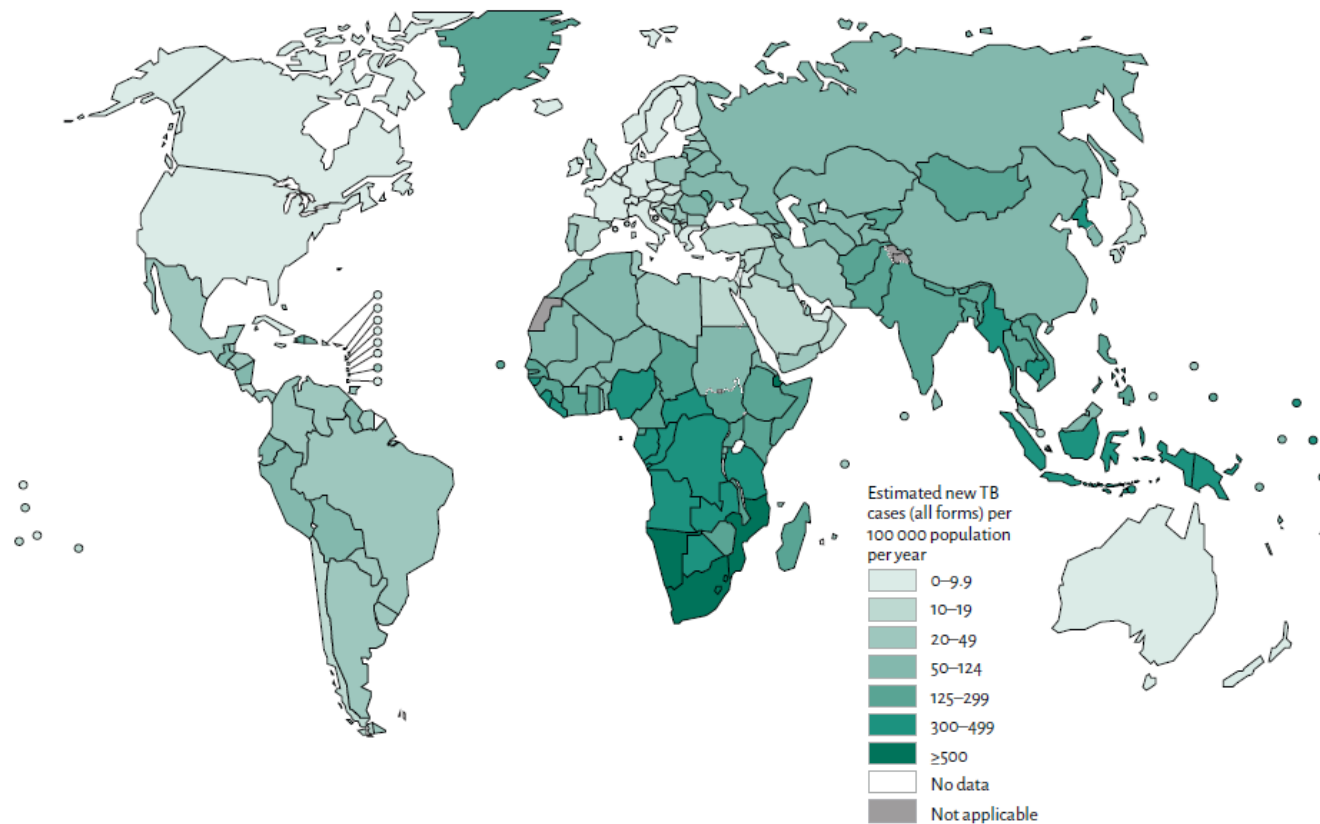 Estimated new TB
cases (all forms) per
100 000 population
per year
0–9.9
10–19
20–49
50–124
125–299
300–499
≥500
No data
Not applicable